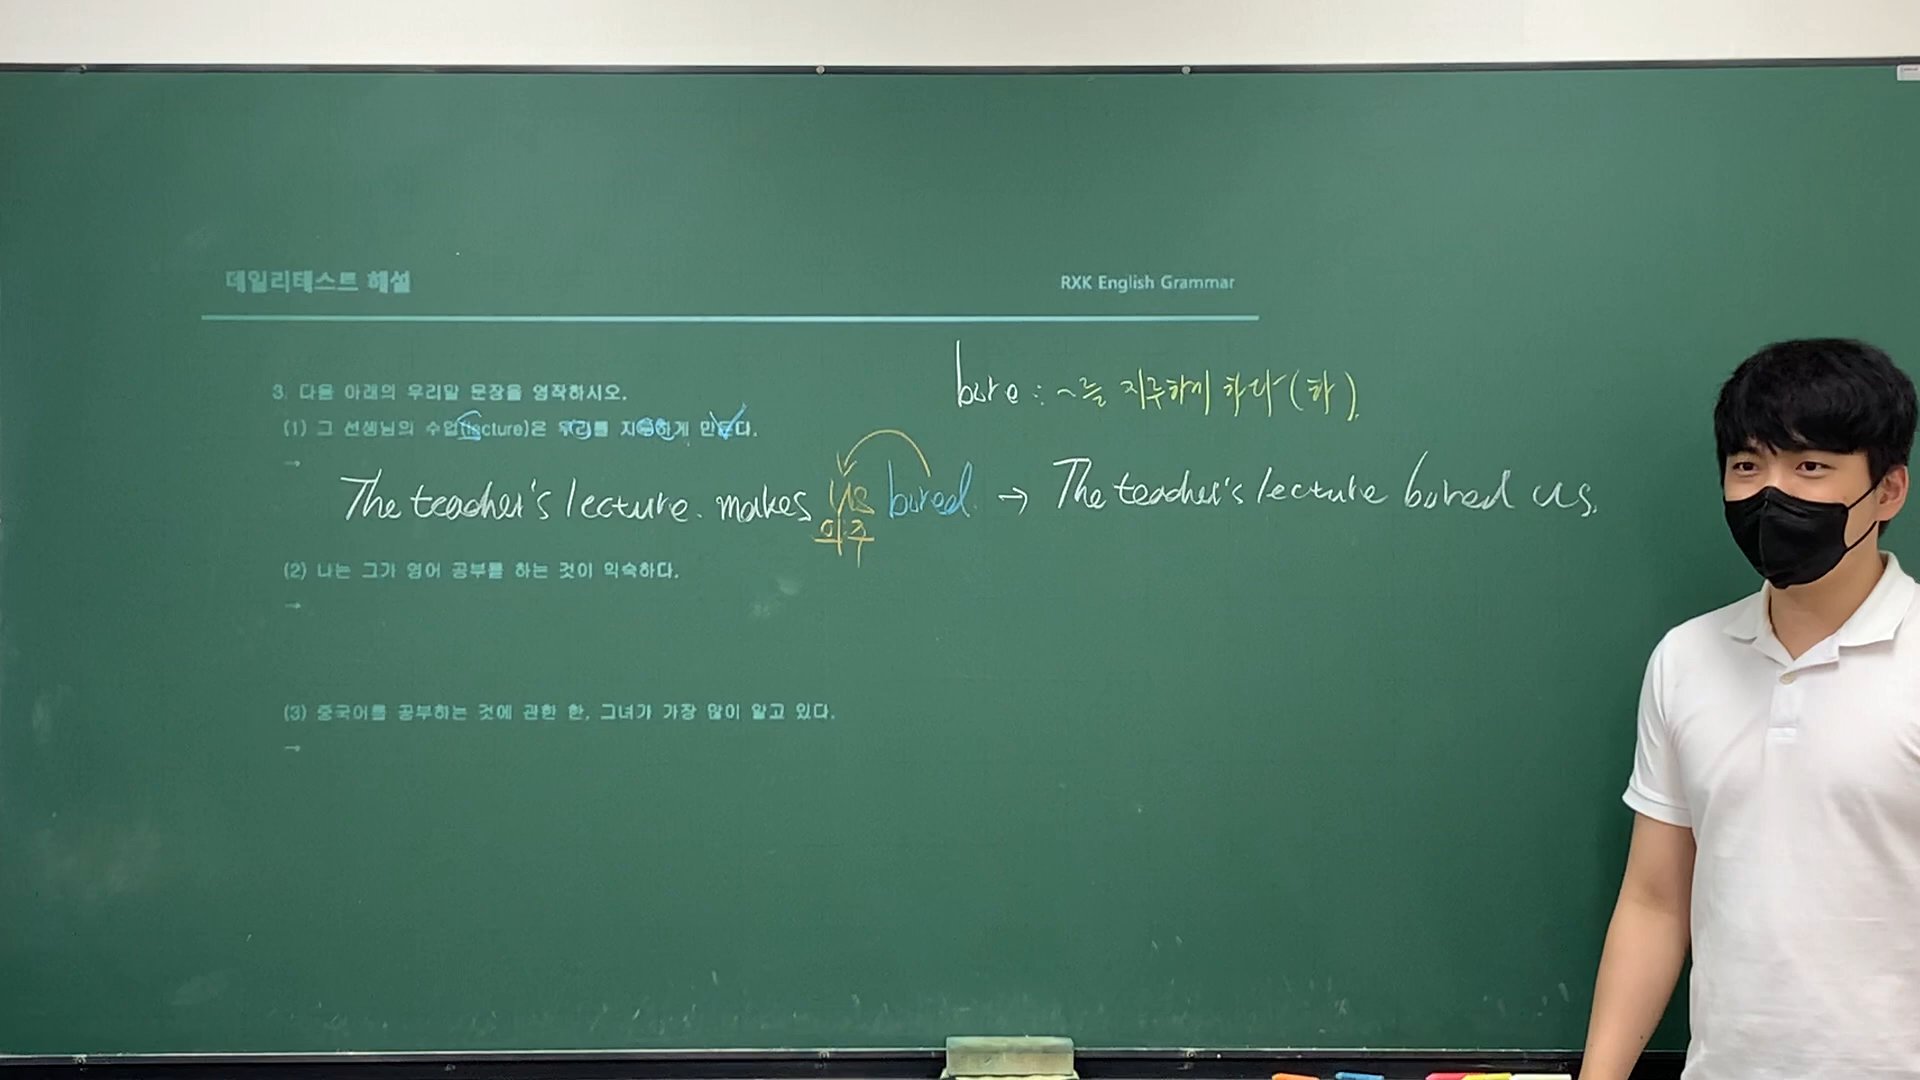 데일리테스트 해설
RXK English Grammar
3. 다음 아래의 우리말 문장을 영작하시오.
bore : ~를 지루하게 하다 (타).
(1) 그 선생님의 수업(lecture)은 우리를 지루하게 만든다.
→
The teacher's lecture. makes us bored. → The teacher's lecture bored us.
의주
(2) 나는 그가 영어 공부를 하는 것이 익숙하다.
→
(3) 중국어를 공부하는 것에 관한 한, 그녀가 가장 많이 알고 있다.
→